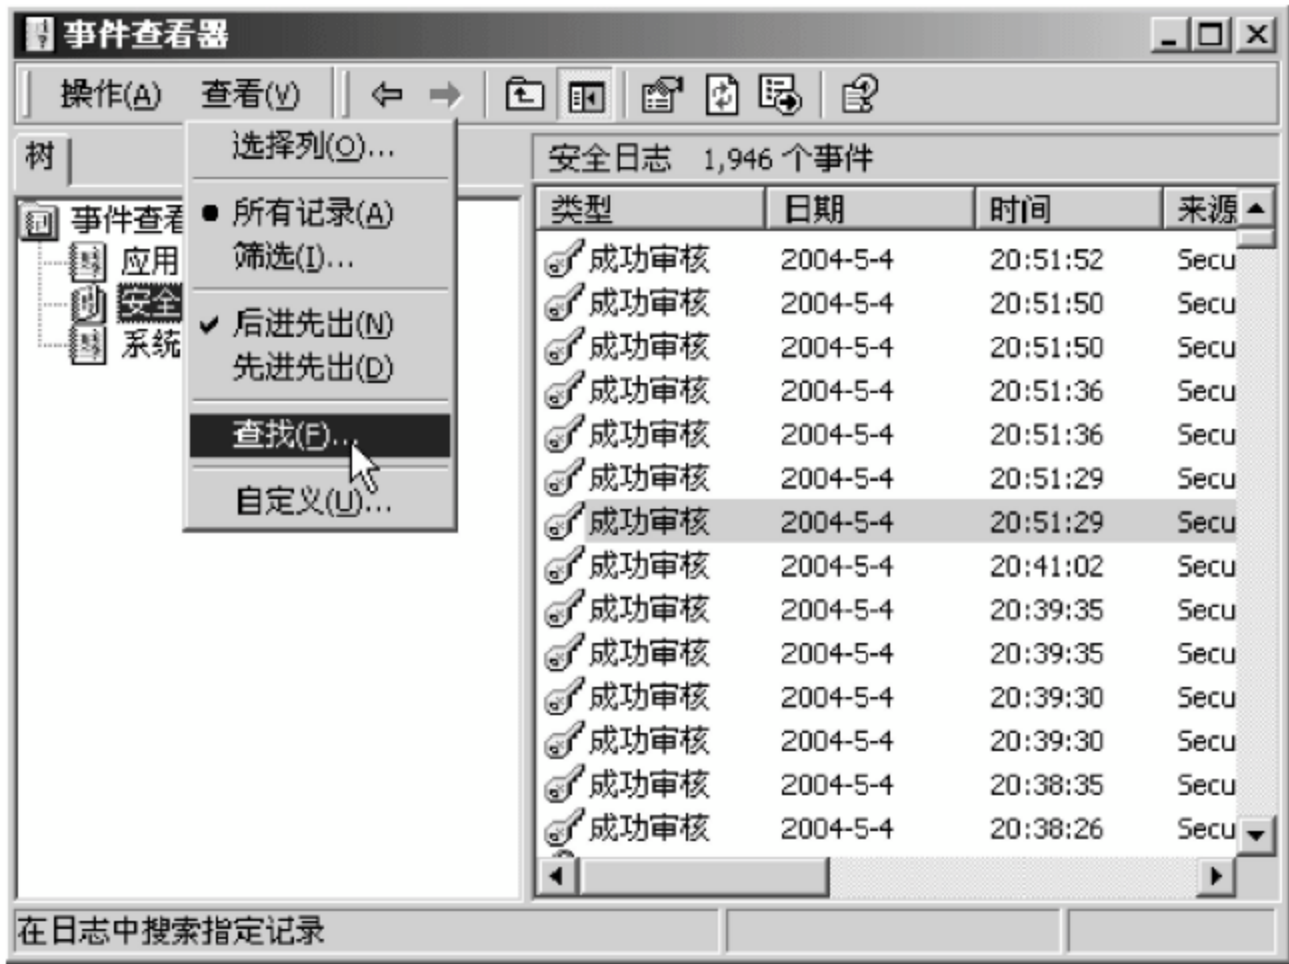 事件查看器
操作(A) 查看(V)
树
选择列(O)...
所有记录(A)
筛选(I)...
后进先出(N)
先进先出(D)
查找(F)...
自定义(U)...
事件查看
应用
安全
系统
安全日志 1,946 个事件
类型 日期 时间 来源
成功审核 2004-5-4 20:51:52 Secu
成功审核 2004-5-4 20:51:50 Secu
成功审核 2004-5-4 20:51:50 Secu
成功审核 2004-5-4 20:51:36 Secu
成功审核 2004-5-4 20:51:36 Secu
成功审核 2004-5-4 20:51:29 Secu
成功审核 2004-5-4 20:51:29 Secu
成功审核 2004-5-4 20:41:02 Secu
成功审核 2004-5-4 20:39:35 Secu
成功审核 2004-5-4 20:39:35 Secu
成功审核 2004-5-4 20:39:30 Secu
成功审核 2004-5-4 20:39:30 Secu
成功审核 2004-5-4 20:38:35 Secu
成功审核 2004-5-4 20:38:26 Secu
在日志中搜索指定记录